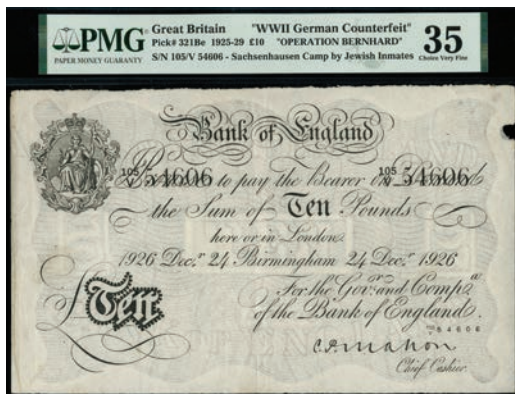 PMG
PAPER MONEY GUARANTY
Great Britain "WWII German Counterfeit"
Pick# 321Be 1925-29 £10 "OPERATION BERNHARD"
S/N 105/V 54606 - Sachsenhausen Camp by Jewish Inmates
35
Choice Very Fine
Bank of England
105/V 54606 to pay the Bearer on 105/V 54606
the Sum of Ten Pounds
here or in London.
1926 Decr. 24 Birmingham 24 Decr. 1926
For the Govr. and Compa.
of the Bank of England.
£Ten
54606
C.P. Mahon
Chief Cashier.